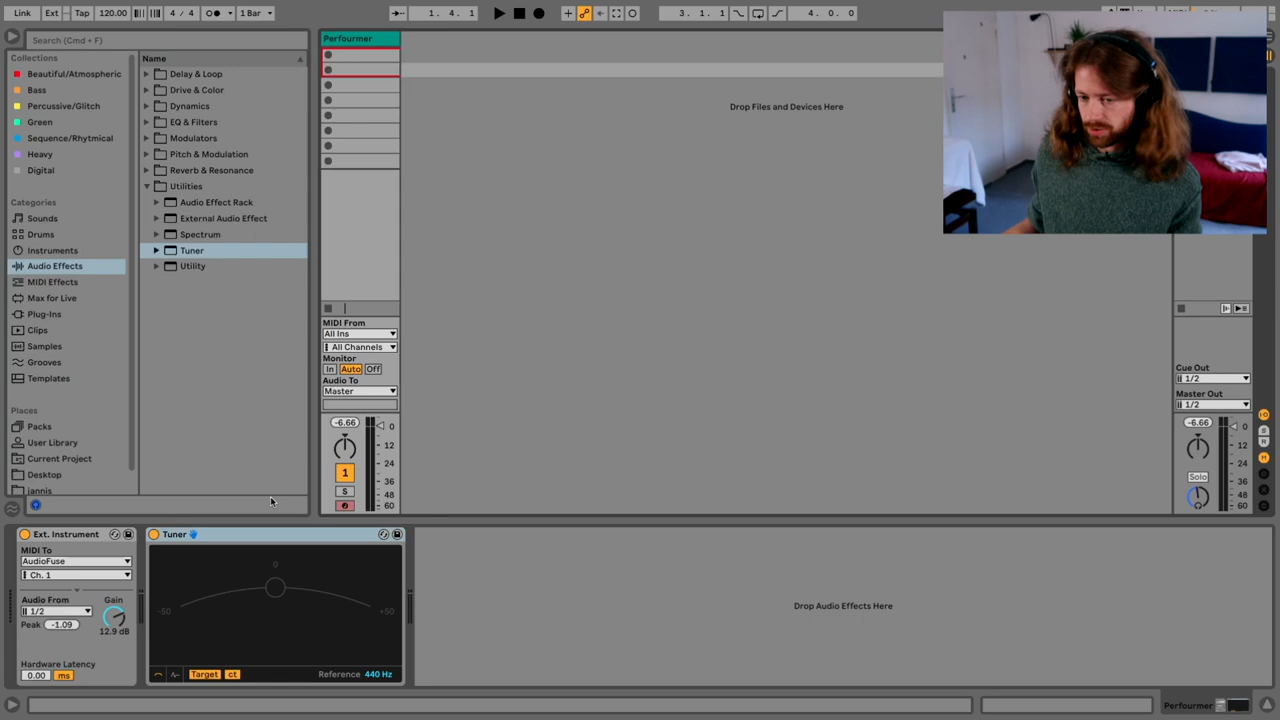 Link Ext Tap 120.00 4 / 4 1 Bar 1. 4. 1 3. 1. 1 4. 0. 0
Search (Cmd + F)
Collections
Beautiful/Atmospheric
Bass
Percussive/Glitch
Green
Sequence/Rhytmical
Heavy
Digital
Categories
Sounds
Drums
Instruments
Audio Effects
MIDI Effects
Max for Live
Plug-Ins
Clips
Samples
Grooves
Templates
Places
Packs
User Library
Current Project
Desktop
jannis
Name
Delay & Loop
Drive & Color
Dynamics
EQ & Filters
Modulators
Pitch & Modulation
Reverb & Resonance
Utilities
Audio Effect Rack
External Audio Effect
Spectrum
Tuner
Utility
Perfourmer
Drop Files and Devices Here
MIDI From
All Ins
All Channels
Monitor
In Auto Off
Audio To
Master
-6.66
0
12
24
36
48
60
1
S
Cue Out
1/2
Master Out
1/2
-6.66
0
12
24
36
48
60
Solo
Ext. Instrument
MIDI To
AudioFuse
Ch. 1
Audio From
1/2
Gain
Peak -1.09
12.9 dB
Hardware Latency
0.00 ms
Tuner
0
-50 +50
Target ct Reference 440 Hz
Drop Audio Effects Here
Perfourmer